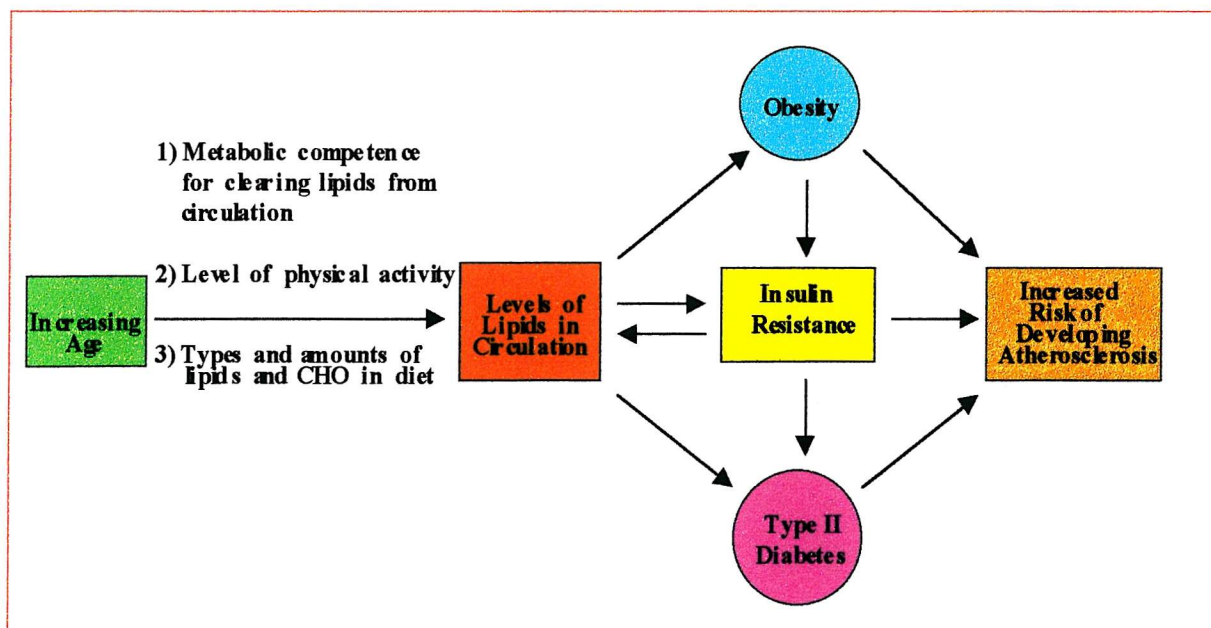 Obesity
1) Metabolic competence
for clearing lipids from
circulation
2) Level of physical activity
Increasing
Age
3) Types and amounts of
lipids and CHO in diet
Levels of
Lipids in
Circulation
Insulin
Resistance
Increased
Risk of
Developing
Atherosclerosis
Type II
Diabetes